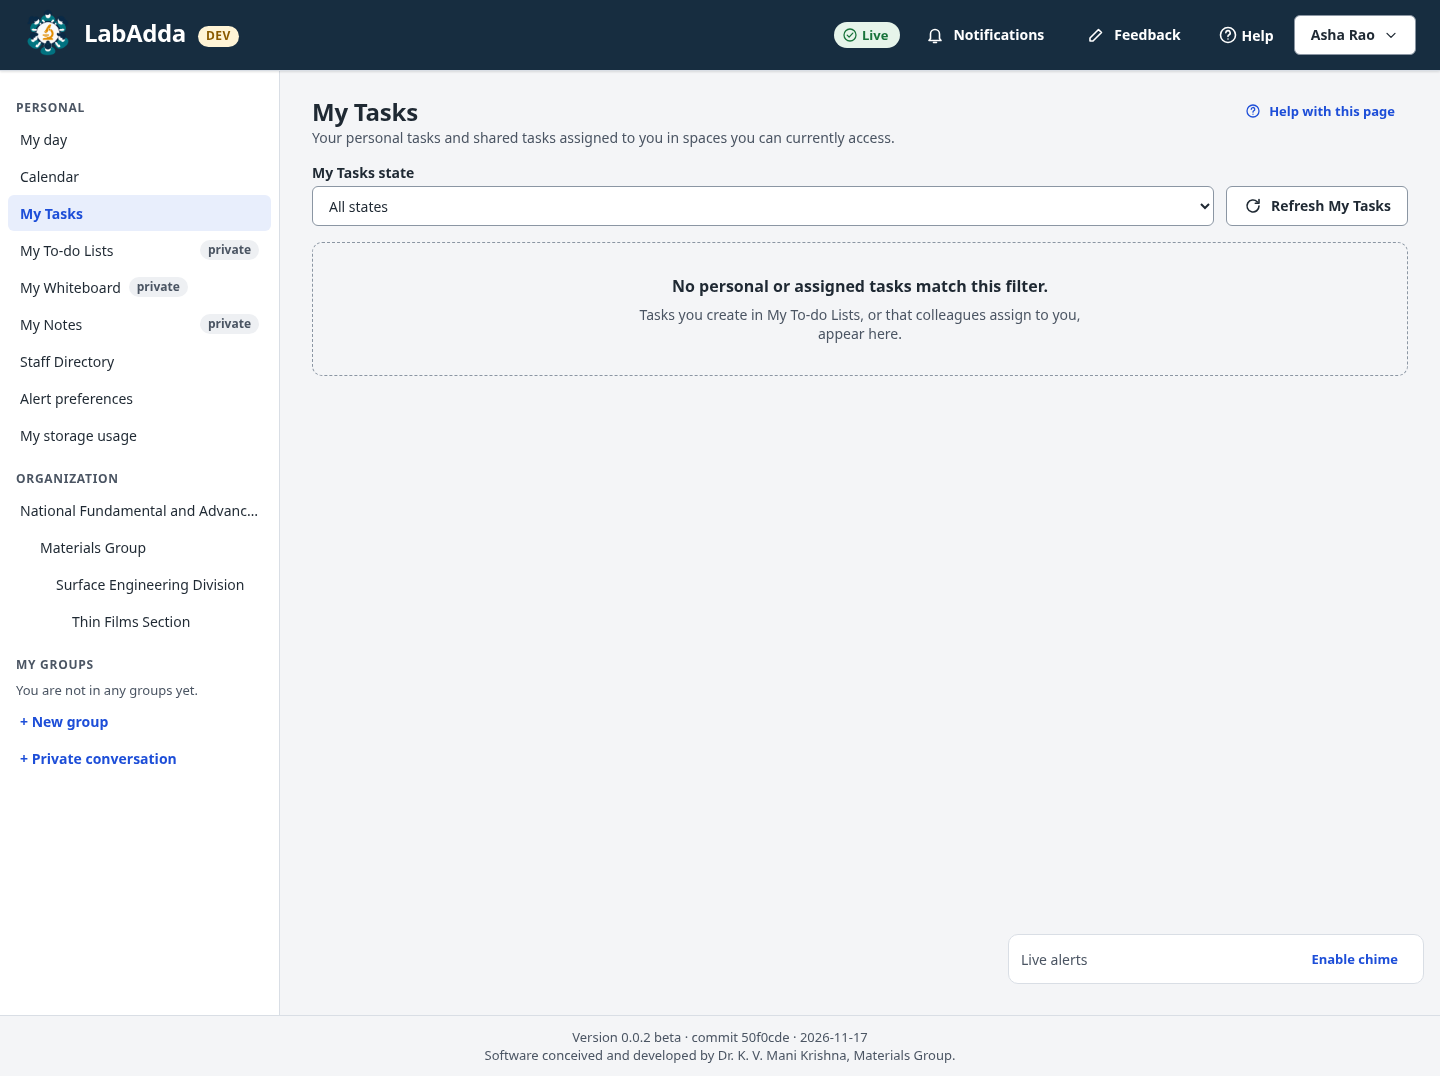 LabAdda DEV
Live
Notifications
Feedback
Help
Asha Rao
PERSONAL
My day
Calendar
My Tasks
My To-do Lists private
My Whiteboard private
My Notes private
Staff Directory
Alert preferences
My storage usage
ORGANIZATION
National Fundamental and Advanc...
Materials Group
Surface Engineering Division
Thin Films Section
MY GROUPS
You are not in any groups yet.
+ New group
+ Private conversation
My Tasks
Help with this page
Your personal tasks and shared tasks assigned to you in spaces you can currently access.
My Tasks state
All states
Refresh My Tasks
No personal or assigned tasks match this filter.
Tasks you create in My To-do Lists, or that colleagues assign to you,
appear here.
Live alerts
Enable chime
Version 0.0.2 beta · commit 50f0cde · 2026-11-17
Software conceived and developed by Dr. K. V. Mani Krishna, Materials Group.